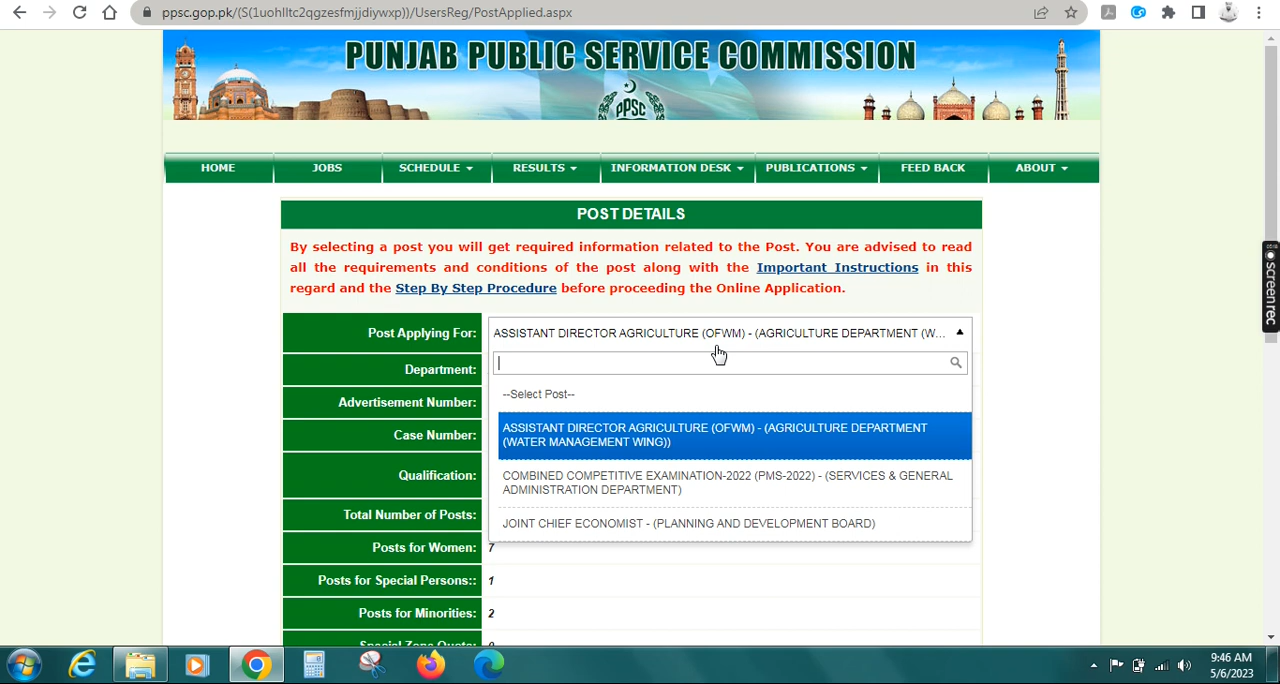 ppsc.gop.pk/(S(1uohlltc2qgzesfmjjdiywxp))/UsersReg/PostApplied.aspx
PUNJAB PUBLIC SERVICE COMMISSION
PPSC
HOME
JOBS
SCHEDULE
RESULTS
INFORMATION DESK
PUBLICATIONS
FEED BACK
ABOUT
POST DETAILS
By selecting a post you will get required information related to the Post. You are advised to read
all the requirements and conditions of the post along with the Important Instructions in this
regard and the Step By Step Procedure before proceeding the Online Application.
Post Applying For:
ASSISTANT DIRECTOR AGRICULTURE (OFWM) - (AGRICULTURE DEPARTMENT (W...
--Select Post--
ASSISTANT DIRECTOR AGRICULTURE (OFWM) - (AGRICULTURE DEPARTMENT
(WATER MANAGEMENT WING))
COMBINED COMPETITIVE EXAMINATION-2022 (PMS-2022) - (SERVICES & GENERAL
ADMINISTRATION DEPARTMENT)
JOINT CHIEF ECONOMIST - (PLANNING AND DEVELOPMENT BOARD)
Department:
Advertisement Number:
Case Number:
Qualification:
Total Number of Posts:
Posts for Women: 7
Posts for Special Persons:: 1
Posts for Minorities: 2
Special Zone Quota:
screenrec
9:46 AM
5/6/2023